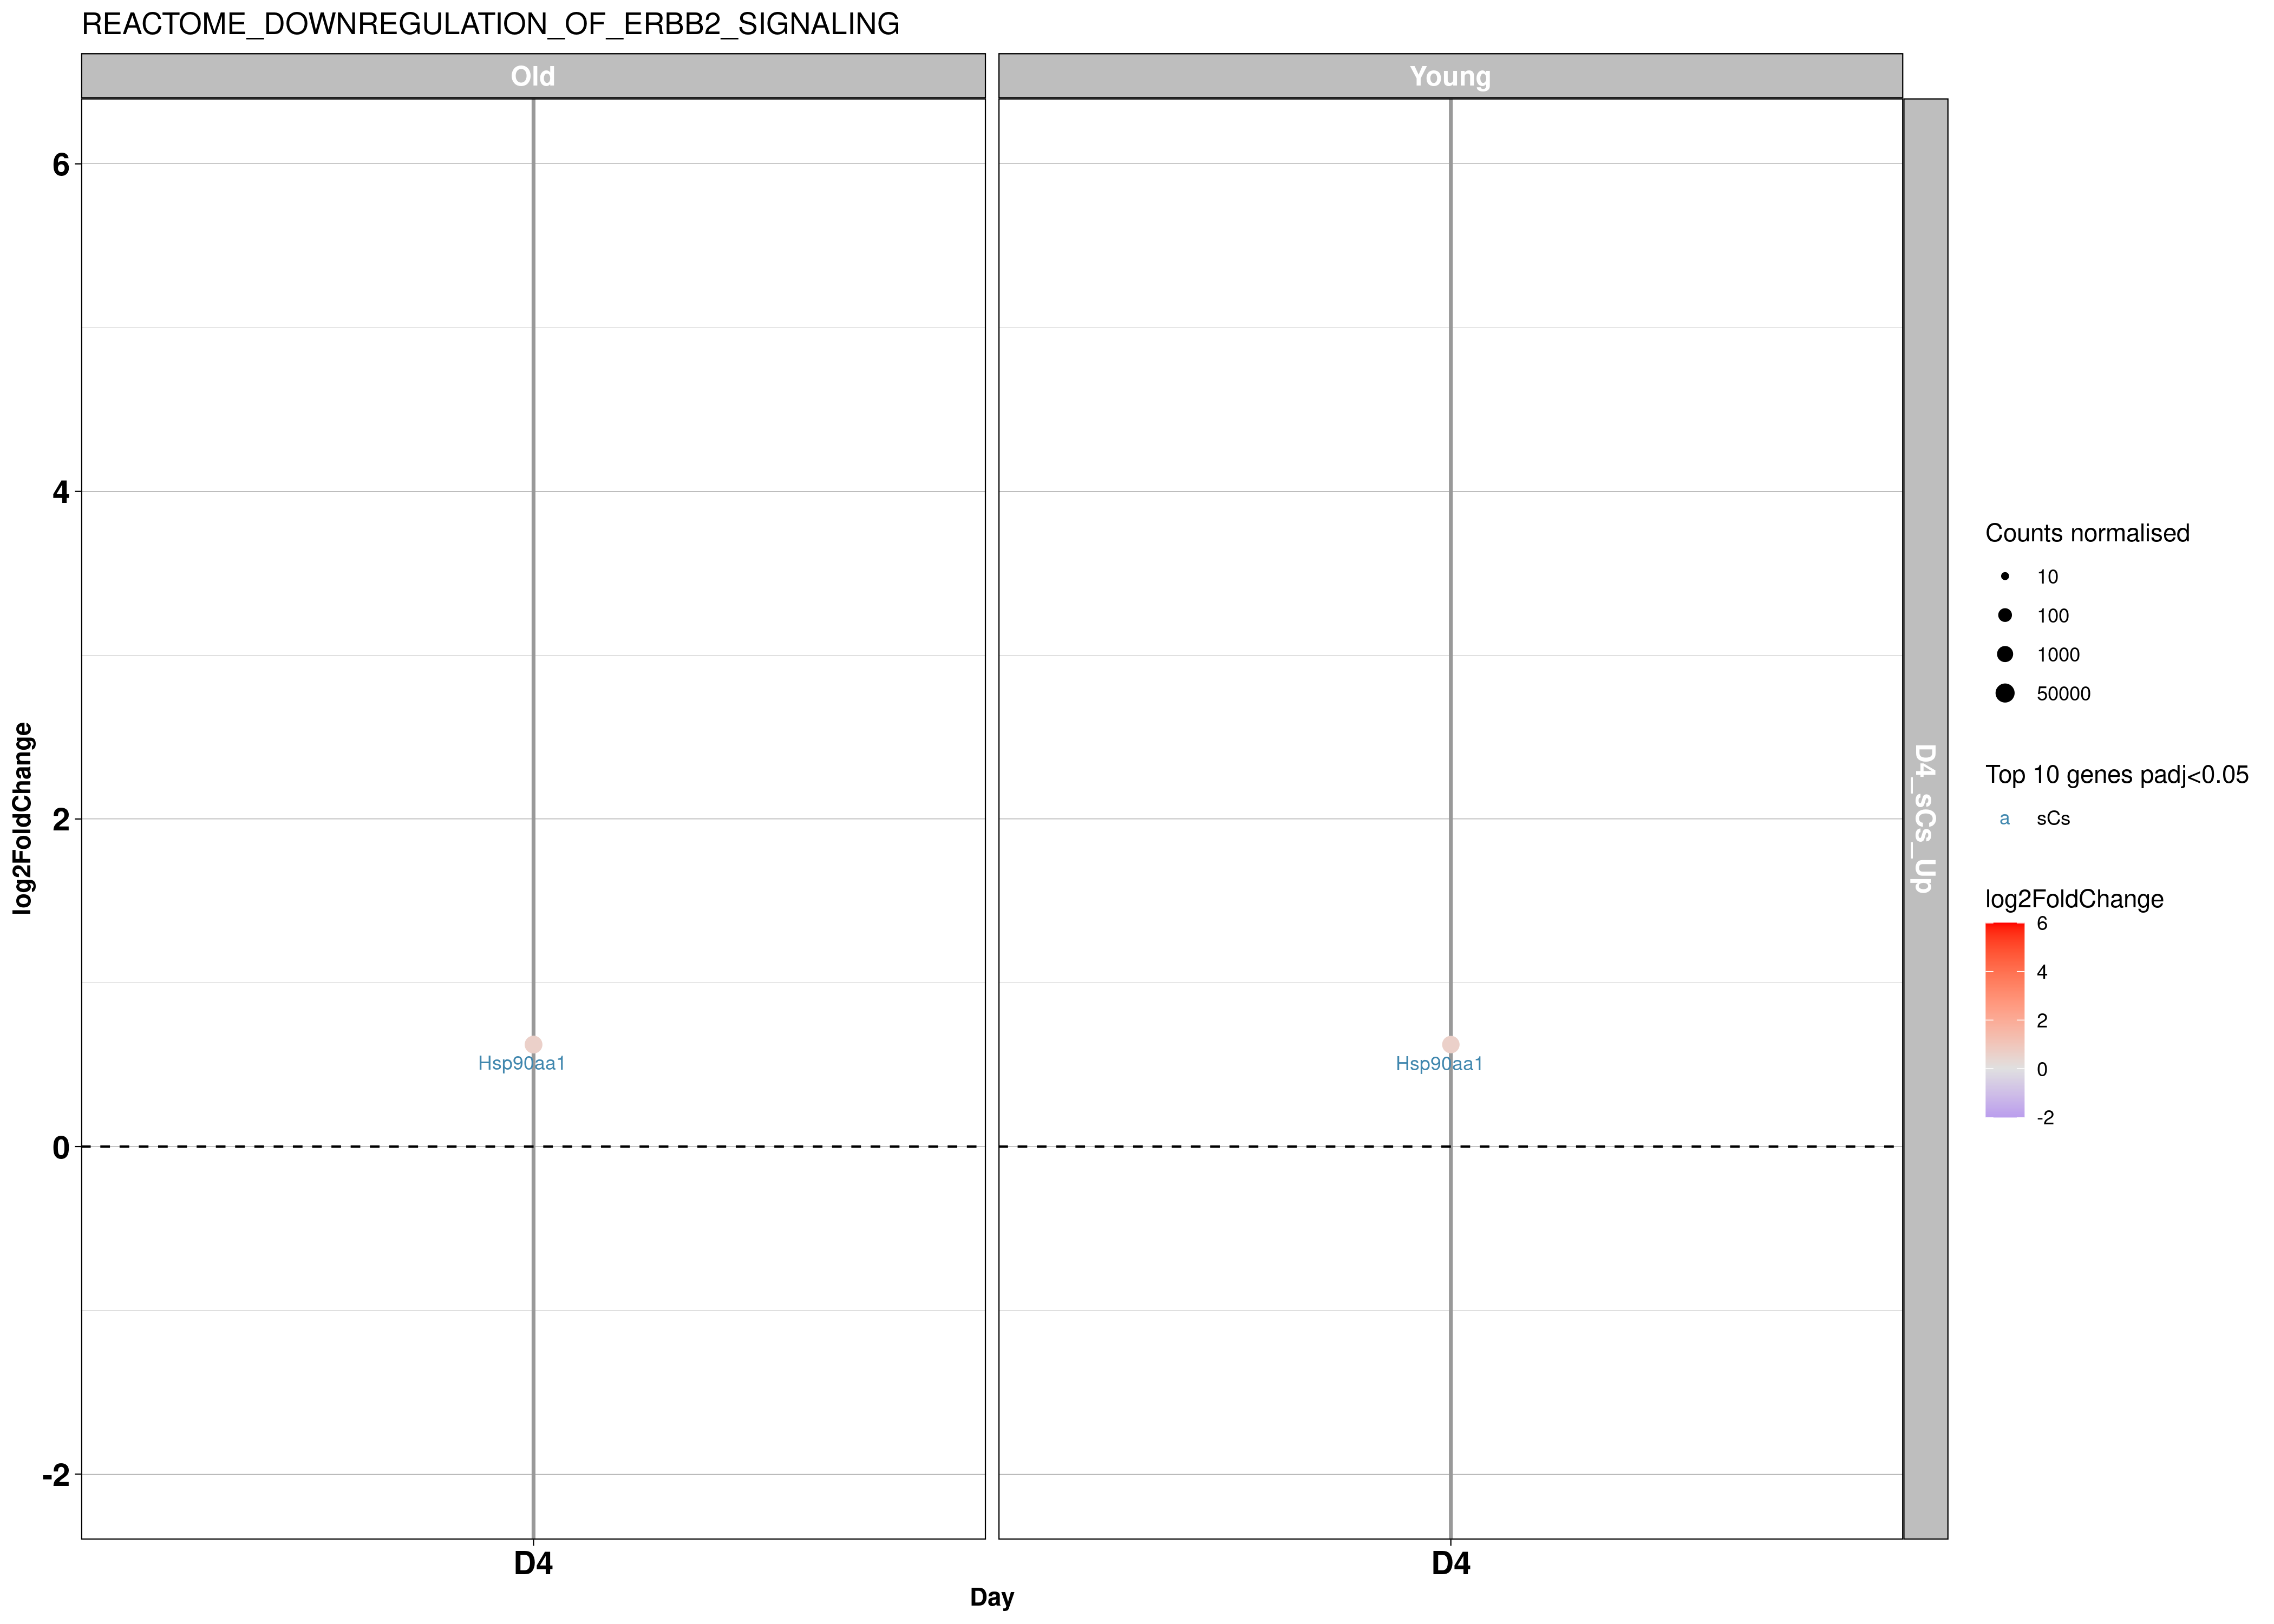 REACTOME_DOWNREGULATION_OF_ERBB2_SIGNALING
Old
Young
6
4
2
0
-2
log2FoldChange
Hsp90aa1
Hsp90aa1
D4_sCs_Up
D4
D4
Day
Counts normalised
10
100
1000
50000
Top 10 genes padj<0.05
a sCs
log2FoldChange
6
4
2
0
-2